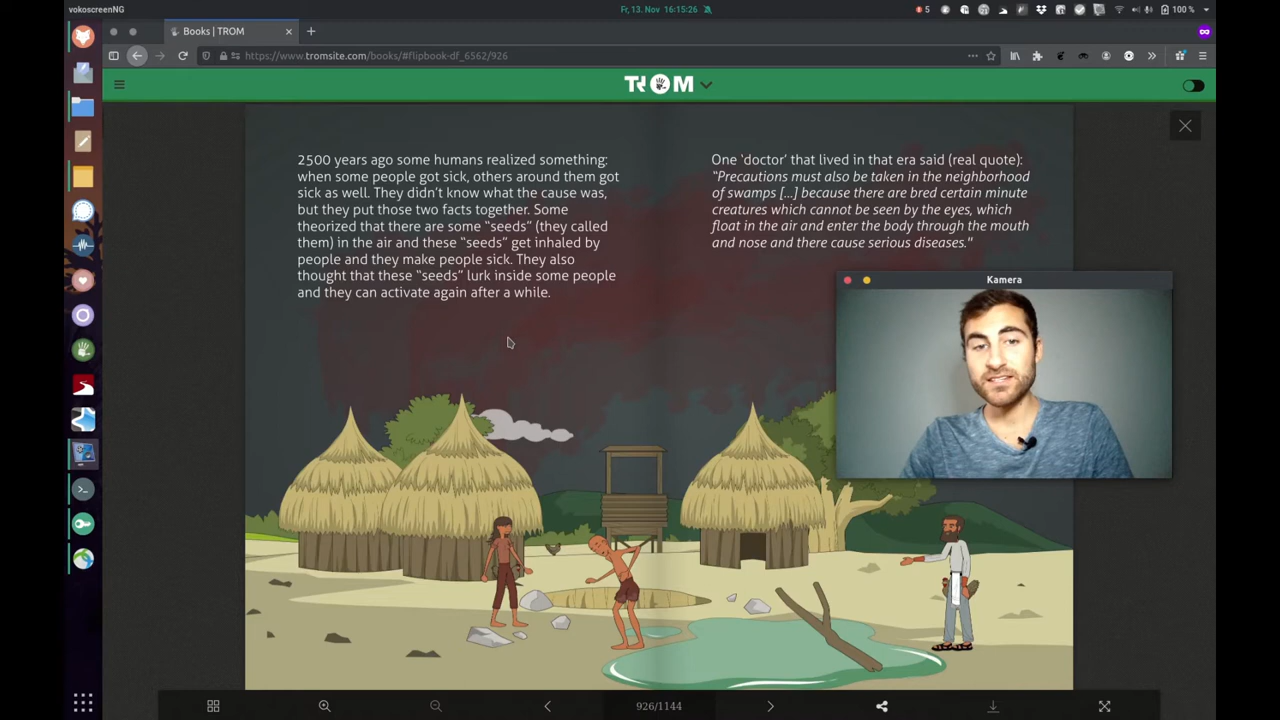 vokoscreenNG
Fr, 13. Nov 16:15:26
5
100 %
Books | TROM
https://www.tromsite.com/books/#flipbook-df_6562/926
TROM
2500 years ago some humans realized something:
when some people got sick, others around them got
sick as well. They didn't know what the cause was,
but they put those two facts together. Some
theorized that there are some “seeds” (they called
them) in the air and these “seeds” get inhaled by
people and they make people sick. They also
thought that these “seeds” lurk inside some people
and they can activate again after a while.
One ‘doctor’ that lived in that era said (real quote):
“Precautions must also be taken in the neighborhood
of swamps [...] because there are bred certain minute
creatures which cannot be seen by the eyes, which
float in the air and enter the body through the mouth
and nose and there cause serious diseases."
Kamera
926/1144